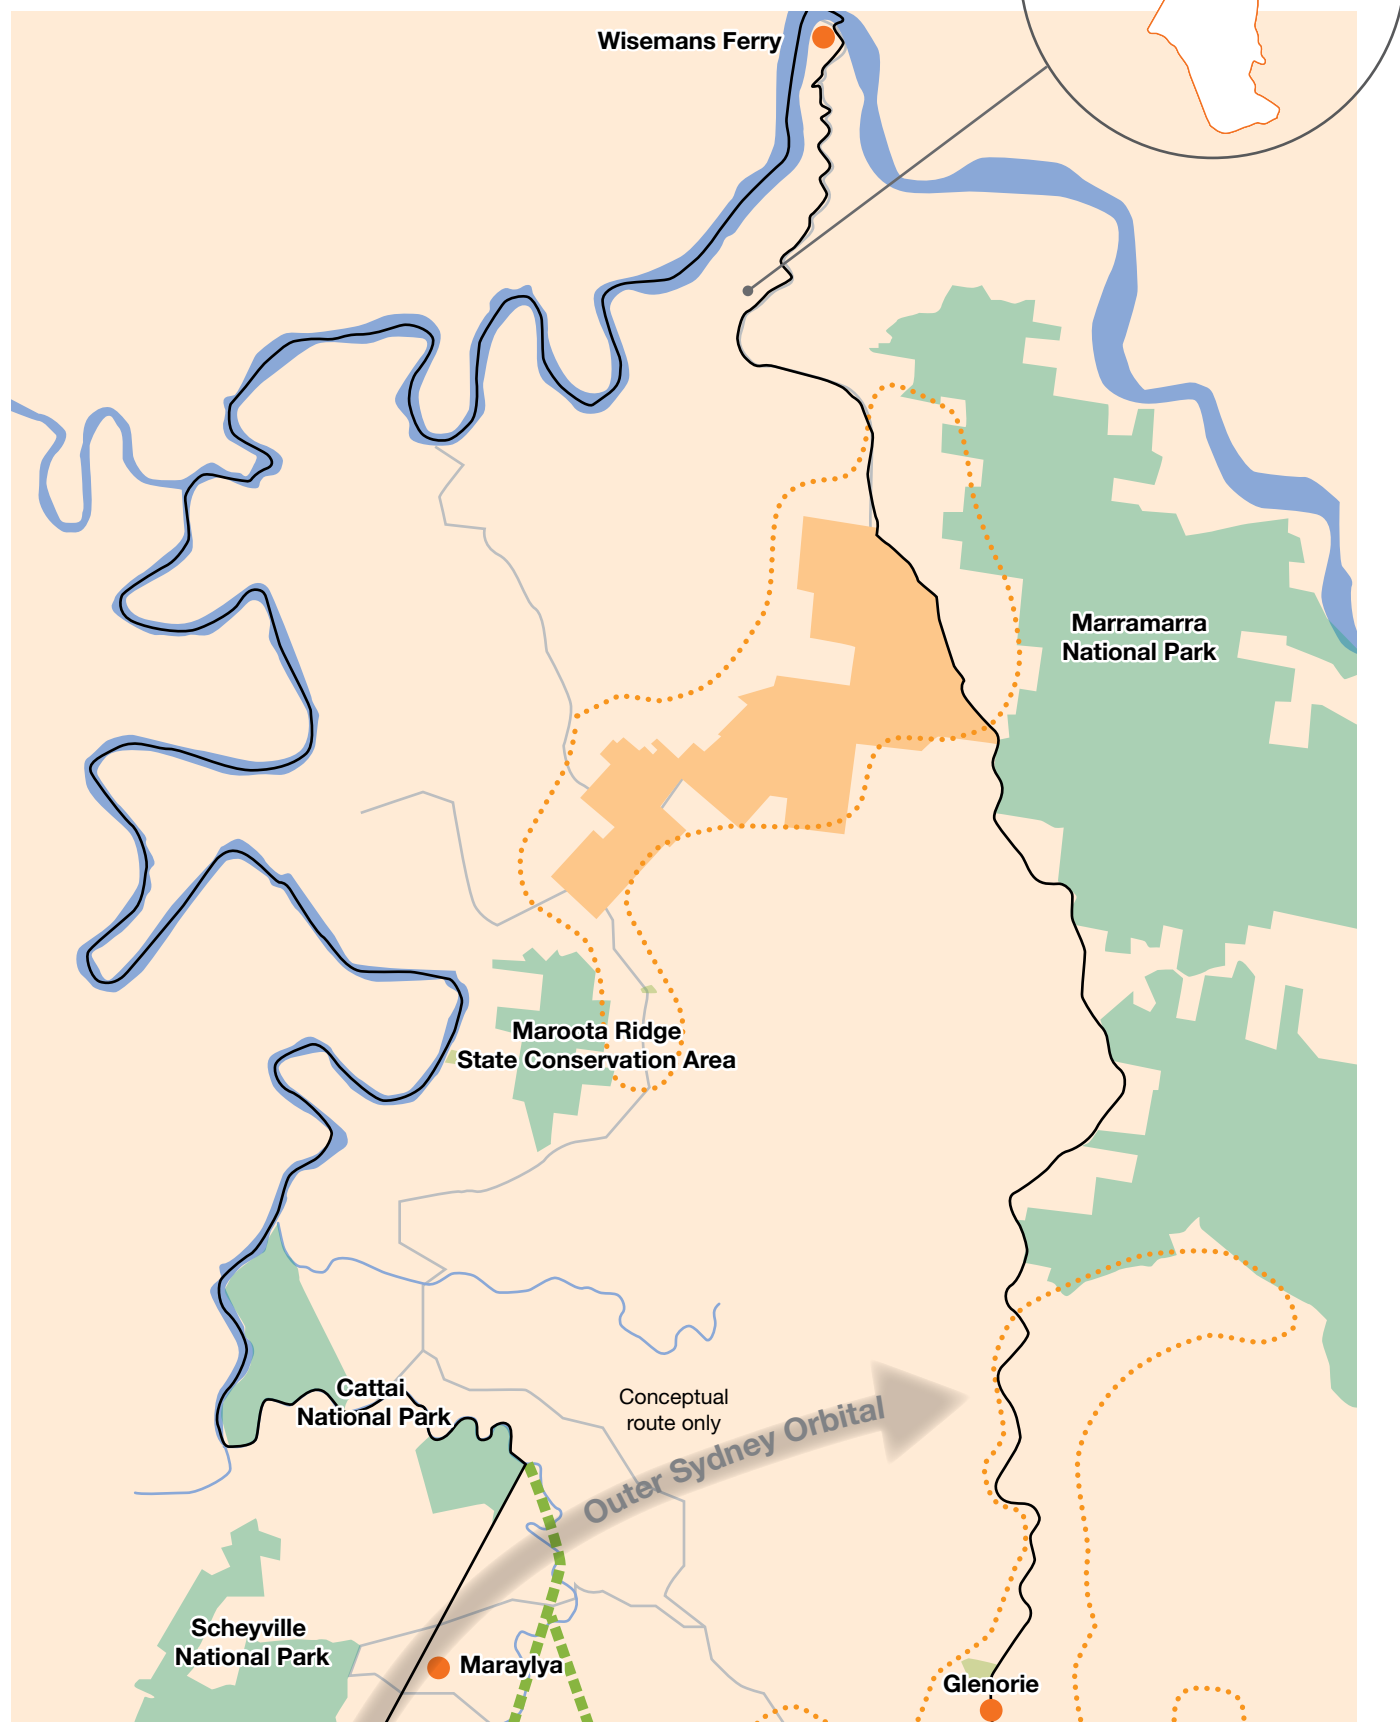 Wisemans Ferry
Marramarra
National Park
Maroota Ridge
State Conservation Area
Cattai
National Park
Conceptual
route only
Outer Sydney Orbital
Scheyville
National Park
Maraylya
Glenorie